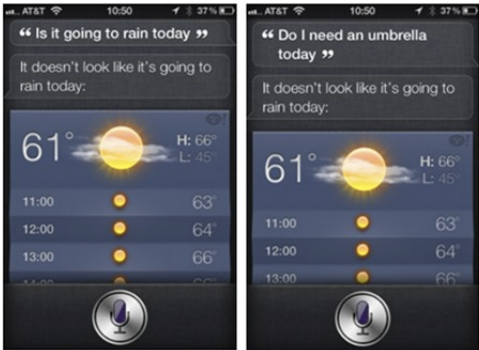 AT&T 10:50 37%
“ Is it going to rain today ”
It doesn't look like it's going to
rain today:
61° H: 66°
L: 45°
11:00 63°
12:00 64°
13:00 66°
14:00 66°
AT&T 10:50 37%
“ Do I need an umbrella
today ”
It doesn't look like it's going to
rain today:
61° H: 66°
L: 45°
11:00 63°
12:00 64°
13:00 66°